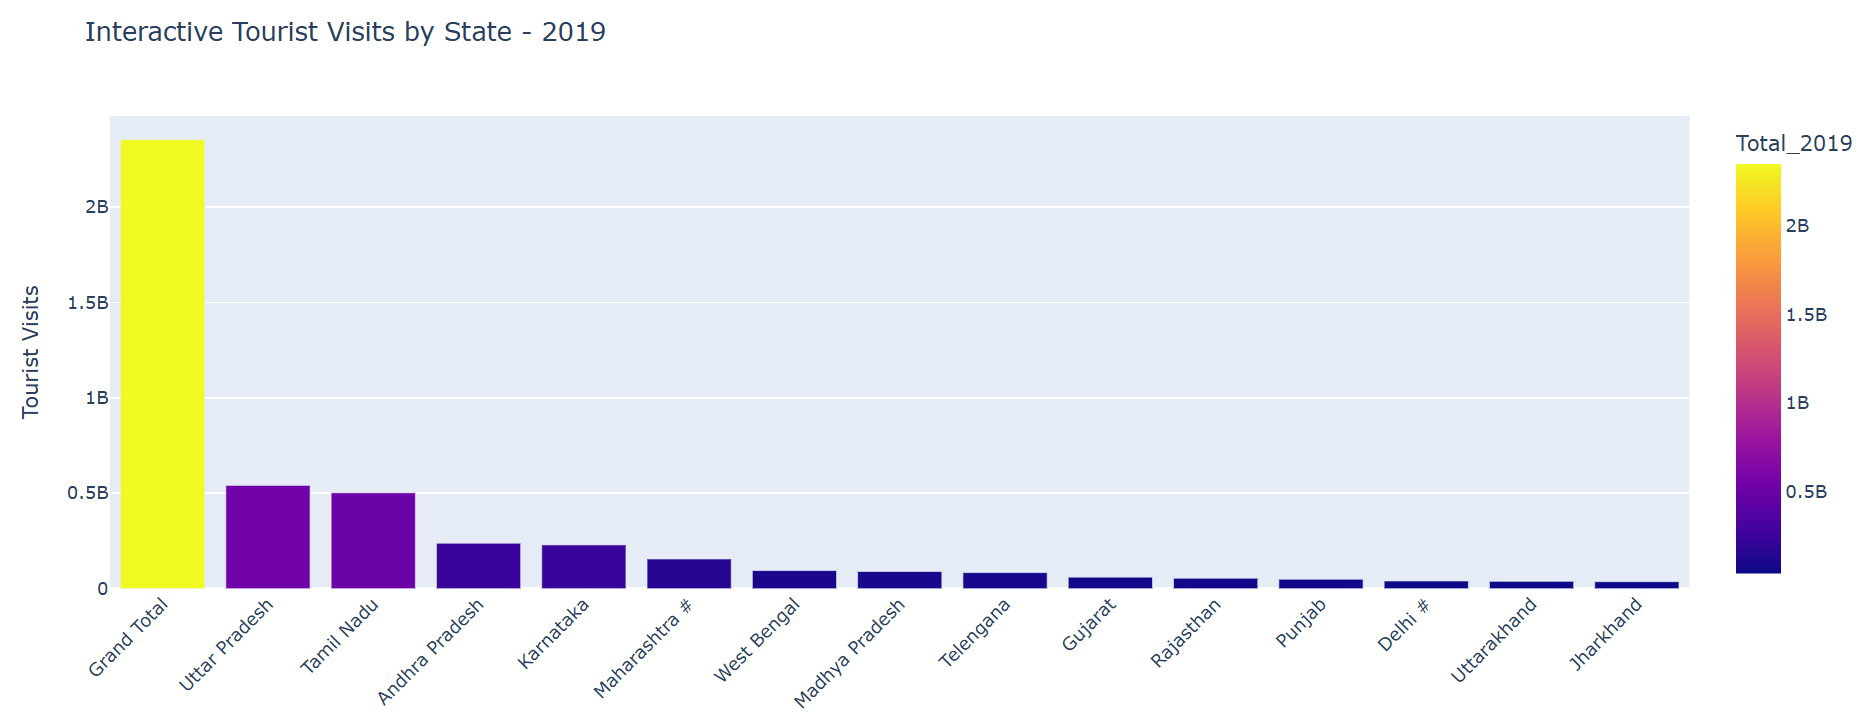 Interactive Tourist Visits by State - 2019
Tourist Visits
2B
1.5B
1B
0.5B
0
Grand Total
Uttar Pradesh
Tamil Nadu
Andhra Pradesh
Karnataka
Maharashtra #
West Bengal
Madhya Pradesh
Telengana
Gujarat
Rajasthan
Punjab
Delhi #
Uttarakhand
Jharkhand
Total_2019
2B
1.5B
1B
0.5B